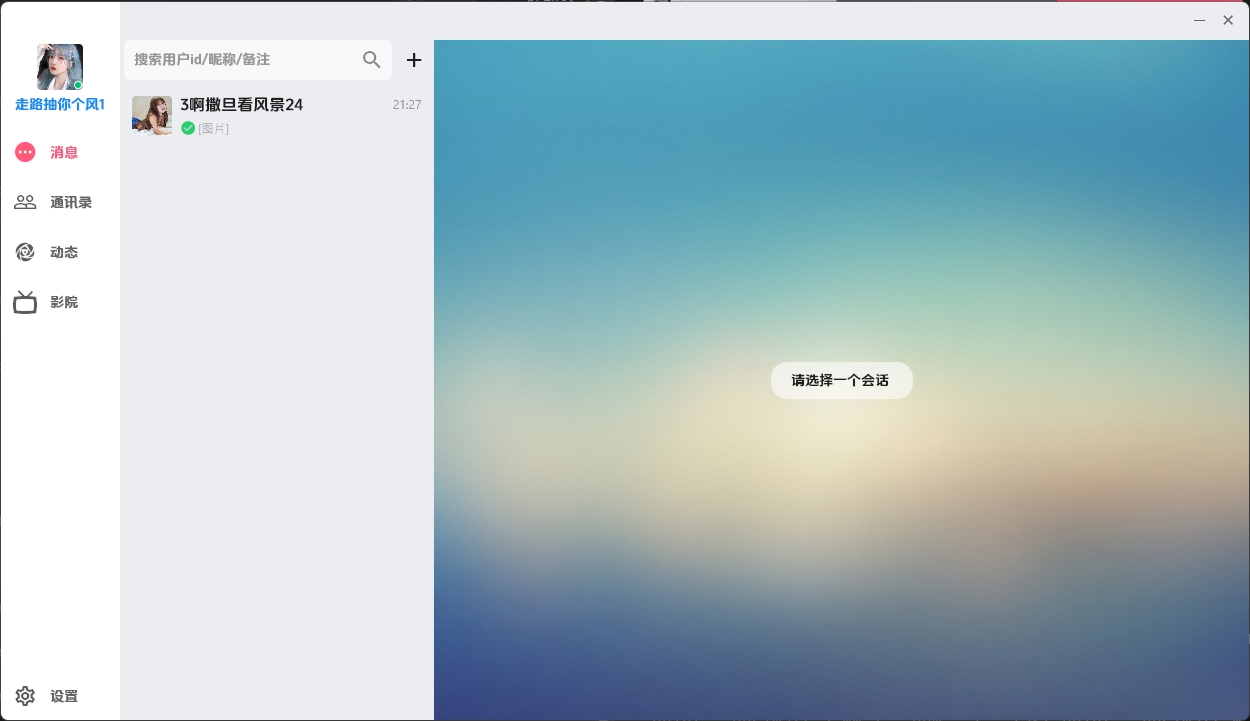 走路抽你个风1
消息
通讯录
动态
影院
设置
搜索用户id/昵称/备注
3啊撒旦看风景24
21:27
[图片]
请选择一个会话